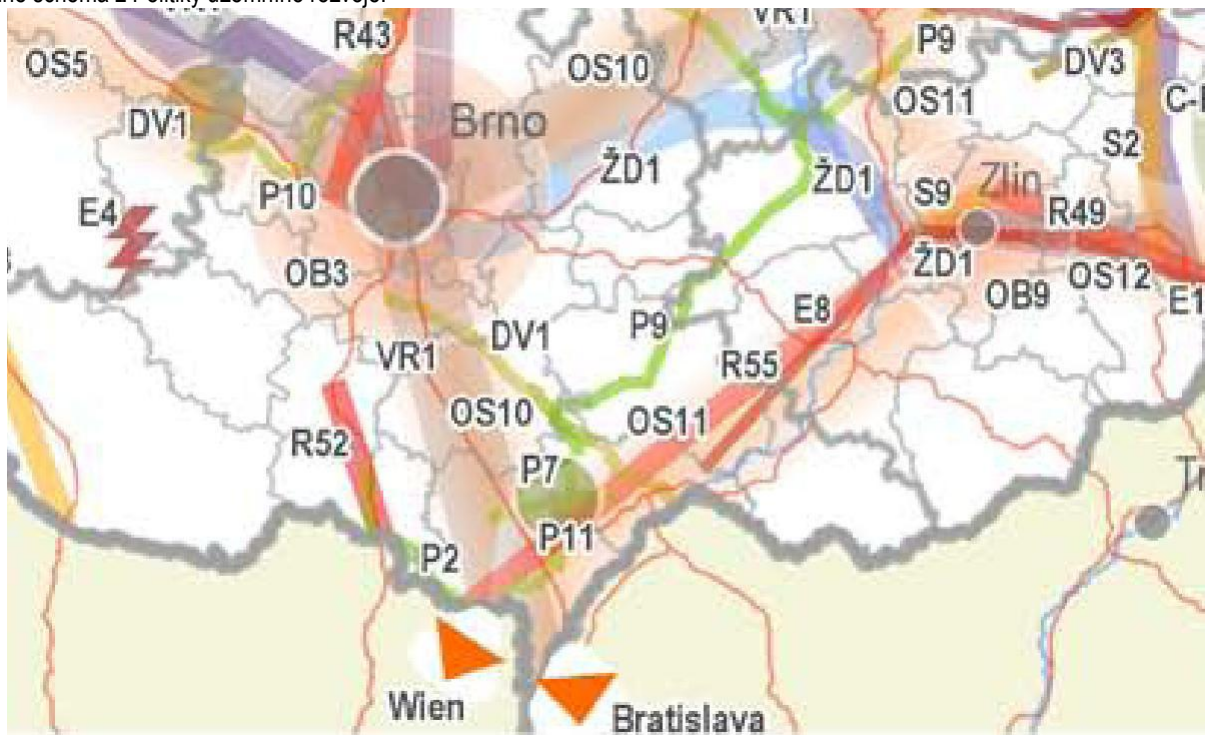 R43
VR1
P9
OS5
OS10
DV3
DV1
Brno
OS11
ŽD1
ŽD1
S2
P10
S9
Zlin
R49
E4
OB3
ŽD1
OS12
OB9
E1
P9
E8
DV1
VR1
R55
OS10
OS11
R52
P7
P11
P2
Wien
Bratislava